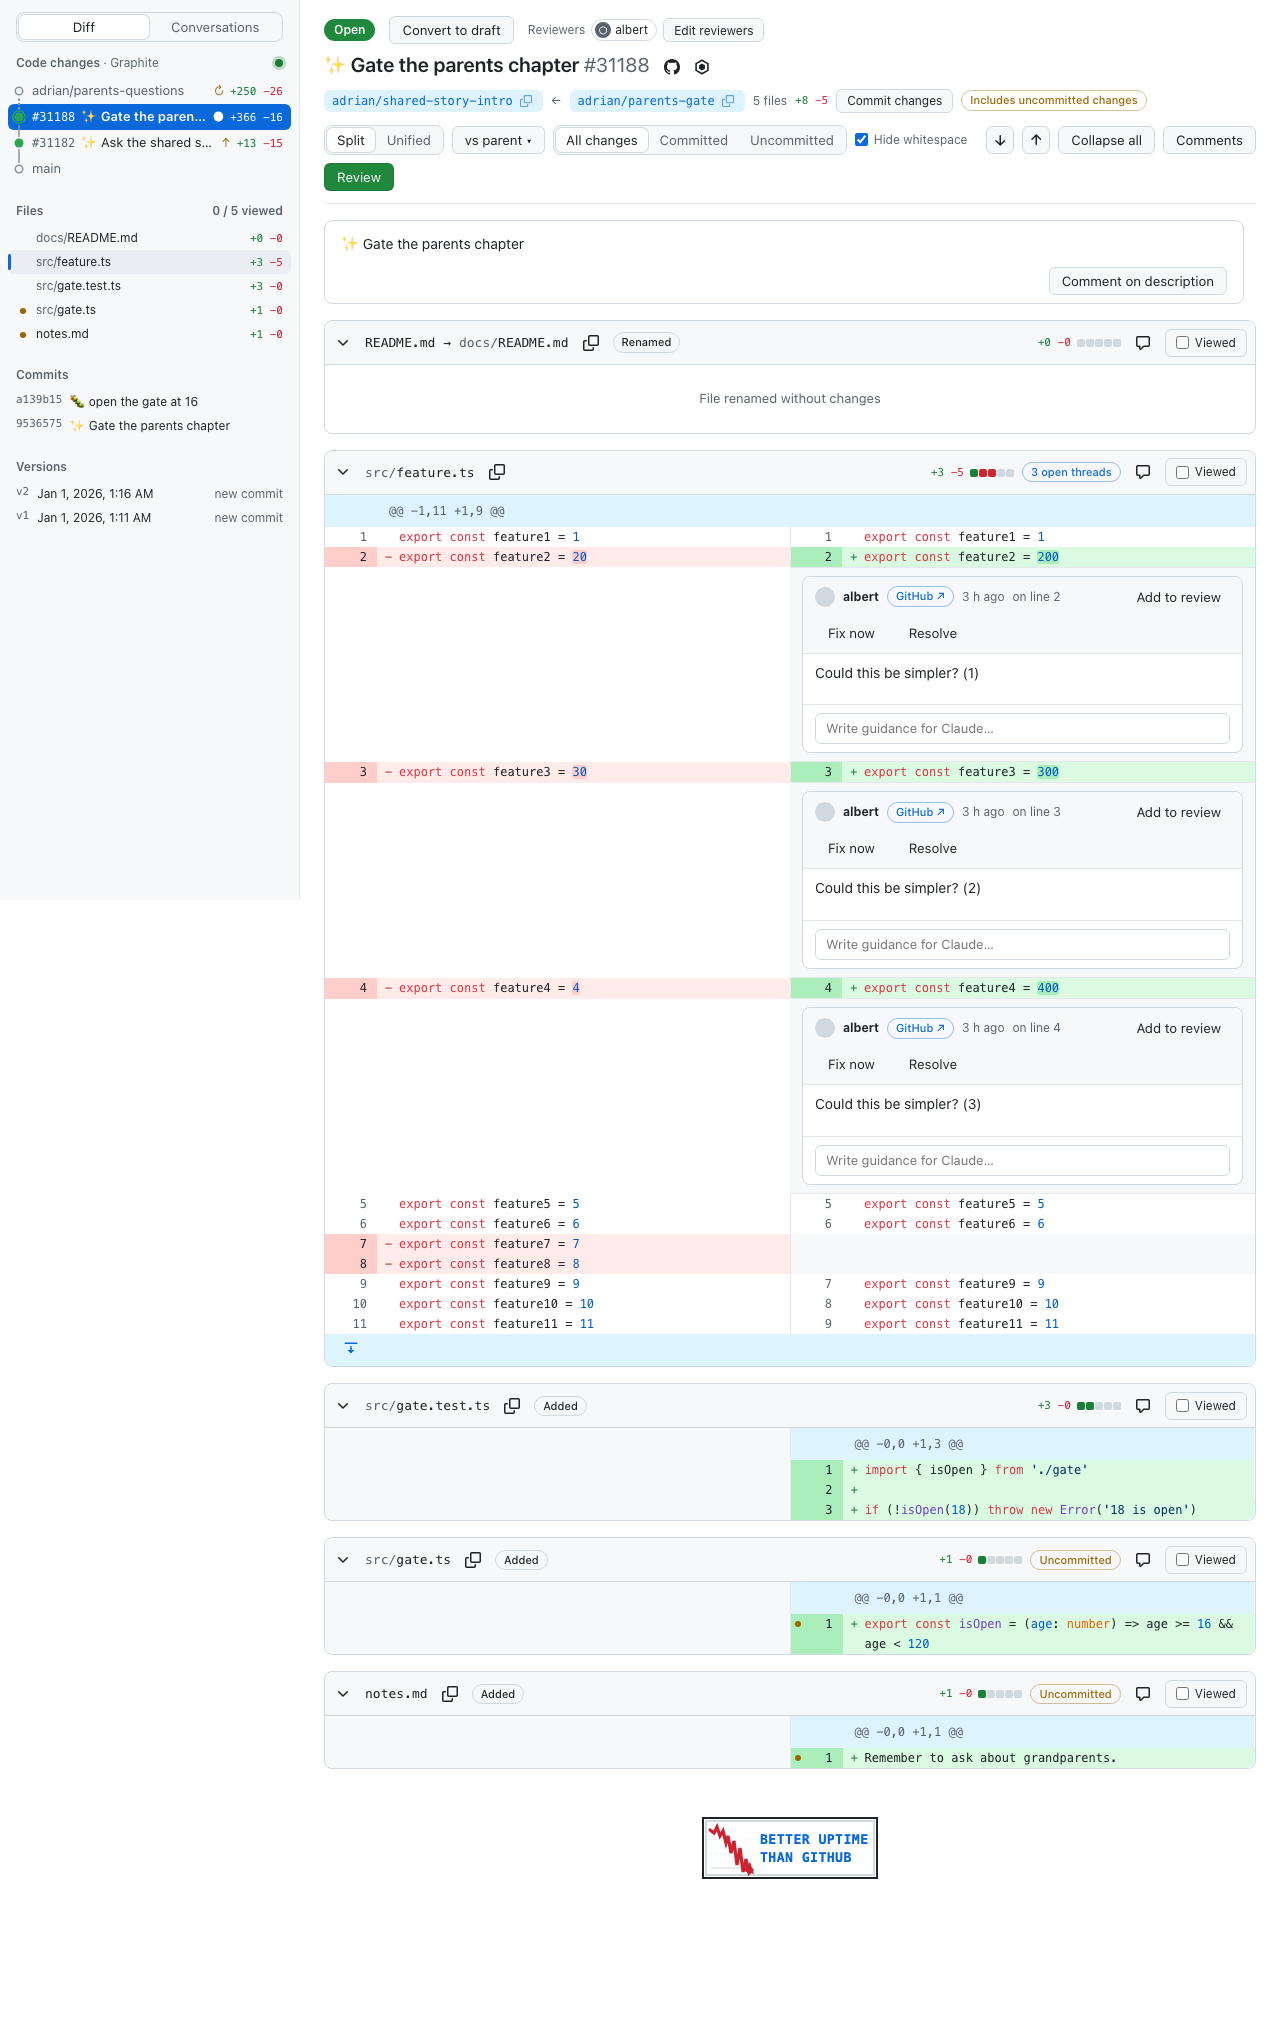 Diff Conversations
Code changes · Graphite
adrian/parents-questions ↻ +250 −26
#31188 ✨ Gate the paren... +366 −16
#31182 ✨ Ask the shared s... ↑ +13 −15
main
Files 0 / 5 viewed
docs/README.md +0 −0
src/feature.ts +3 −5
src/gate.test.ts +3 −0
src/gate.ts +1 −0
notes.md +1 −0
Commits
a139b15 🐛 open the gate at 16
9536575 ✨ Gate the parents chapter
Versions
v2 Jan 1, 2026, 1:16 AM new commit
v1 Jan 1, 2026, 1:11 AM new commit
Open Convert to draft Reviewers albert Edit reviewers
✨ Gate the parents chapter #31188
adrian/shared-story-intro ← adrian/parents-gate 5 files +8 −5 Commit changes Includes uncommitted changes
Split Unified vs parent ▾ All changes Committed Uncommitted Hide whitespace ↓ ↑ Collapse all Comments
Review
✨ Gate the parents chapter
Comment on description
README.md → docs/README.md Renamed +0 −0 Viewed
File renamed without changes
src/feature.ts +3 −5 3 open threads Viewed
@@ −1,11 +1,9 @@
1 export const feature1 = 1 1 export const feature1 = 1
2 − export const feature2 = 20 2 + export const feature2 = 200
albert GitHub ↗ 3 h ago on line 2 Add to review
Fix now Resolve
Could this be simpler? (1)
Write guidance for Claude...
3 − export const feature3 = 30 3 + export const feature3 = 300
albert GitHub ↗ 3 h ago on line 3 Add to review
Fix now Resolve
Could this be simpler? (2)
Write guidance for Claude...
4 − export const feature4 = 4 4 + export const feature4 = 400
albert GitHub ↗ 3 h ago on line 4 Add to review
Fix now Resolve
Could this be simpler? (3)
Write guidance for Claude...
5 export const feature5 = 5 5 export const feature5 = 5
6 export const feature6 = 6 6 export const feature6 = 6
7 − export const feature7 = 7
8 − export const feature8 = 8
9 export const feature9 = 9 7 export const feature9 = 9
10 export const feature10 = 10 8 export const feature10 = 10
11 export const feature11 = 11 9 export const feature11 = 11
src/gate.test.ts Added +3 −0 Viewed
@@ −0,0 +1,3 @@
1 + import { isOpen } from './gate'
2 +
3 + if (!isOpen(18)) throw new Error('18 is open')
src/gate.ts Added +1 −0 Uncommitted Viewed
@@ −0,0 +1,1 @@
1 + export const isOpen = (age: number) => age >= 16 &&
age < 120
notes.md Added +1 −0 Uncommitted Viewed
@@ −0,0 +1,1 @@
1 + Remember to ask about grandparents.
BETTER UPTIME
THAN GITHUB